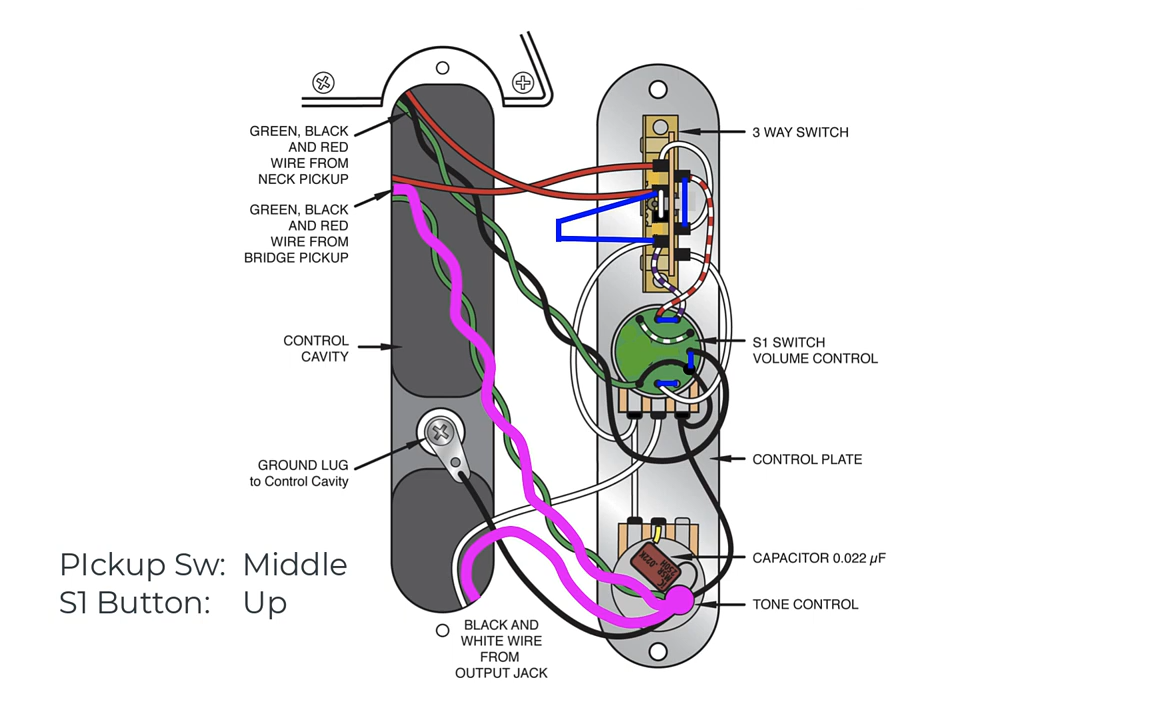 GREEN, BLACK
AND RED
WIRE FROM
NECK PICKUP
GREEN, BLACK
AND RED
WIRE FROM
BRIDGE PICKUP
CONTROL
CAVITY
GROUND LUG
to Control Cavity
PIckup Sw: Middle
S1 Button: Up
BLACK AND
WHITE WIRE
FROM
OUTPUT JACK
3 WAY SWITCH
S1 SWITCH
VOLUME CONTROL
CONTROL PLATE
CAPACITOR 0.022 µF
TONE CONTROL